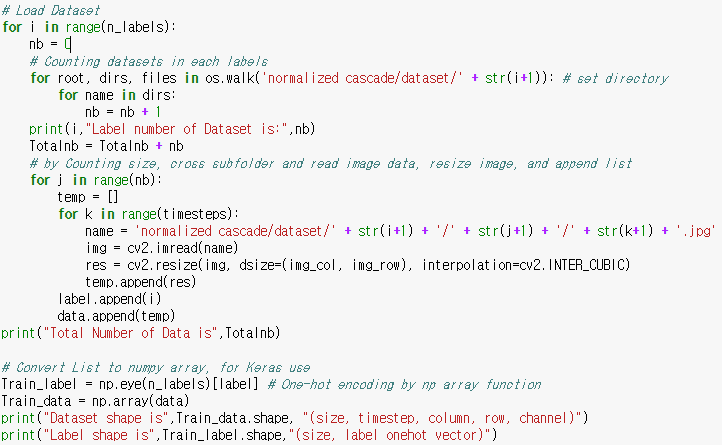 # Load Dataset
for i in range(n_labels):
    nb = 0
    # Counting datasets in each labels
    for root, dirs, files in os.walk('normalized cascade/dataset/' + str(i+1)): # set directory
        for name in dirs:
            nb = nb + 1
    print(i,"Label number of Dataset is:",nb)
    Totalnb = Totalnb + nb
    # by Counting size, cross subfolder and read image data, resize image, and append list
    for j in range(nb):
        temp = []
        for k in range(timesteps):
            name = 'normalized cascade/dataset/' + str(i+1) + '/' + str(j+1) + '/' + str(k+1) + '.jpg'
            img = cv2.imread(name)
            res = cv2.resize(img, dsize=(img_col, img_row), interpolation=cv2.INTER_CUBIC)
            temp.append(res)
        label.append(i)
        data.append(temp)
print("Total Number of Data is",Totalnb)

# Convert List to numpy array, for Keras use
Train_label = np.eye(n_labels)[label] # One-hot encoding by np array function
Train_data = np.array(data)
print("Dataset shape is",Train_data.shape, "(size, timestep, column, row, channel)")
print("Label shape is",Train_label.shape,"(size, label onehot vector)")